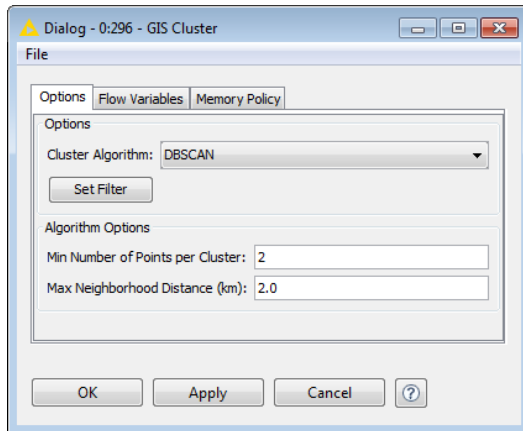 Dialog - 0:296 - GIS Cluster
File
Options Flow Variables Memory Policy
Options
Cluster Algorithm: DBSCAN
Set Filter
Algorithm Options
Min Number of Points per Cluster: 2
Max Neighborhood Distance (km): 2.0
OK Apply Cancel ?